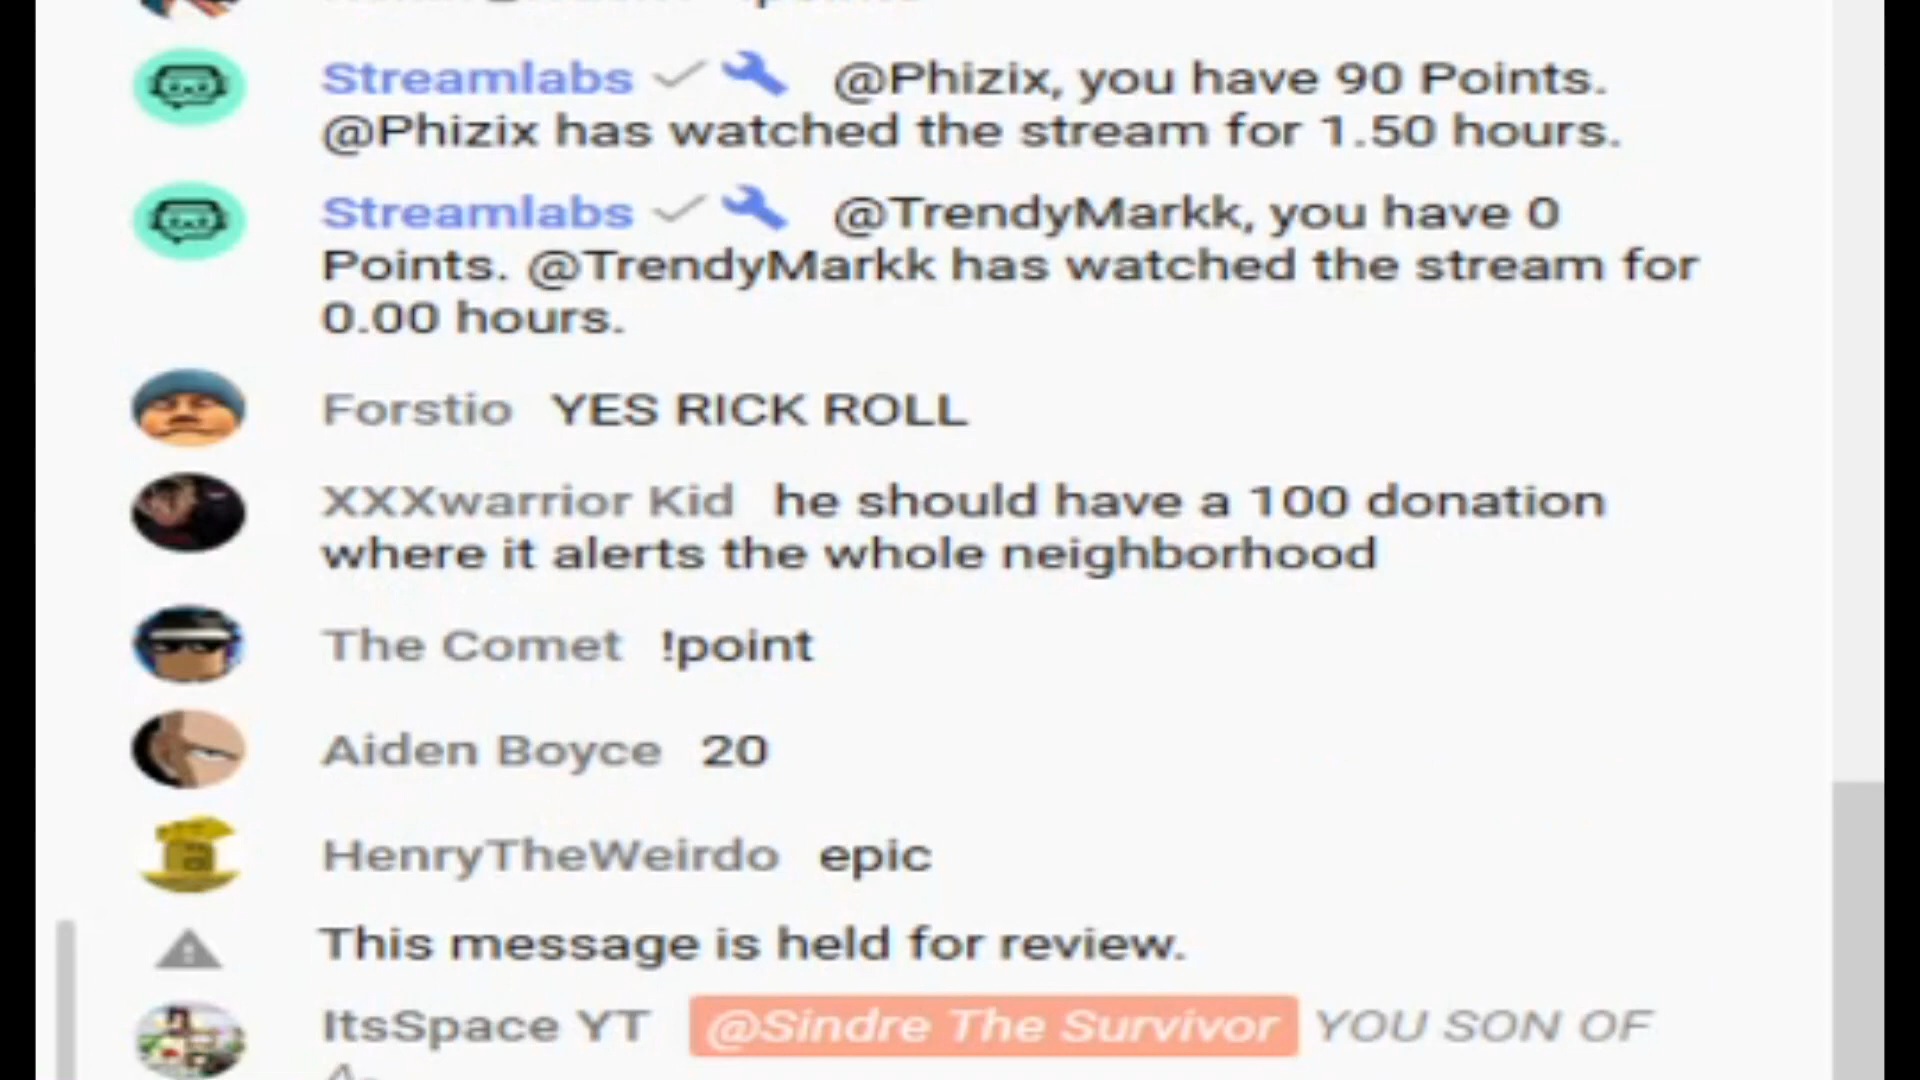 Streamlabs @Phizix, you have 90 Points.
@Phizix has watched the stream for 1.50 hours.
Streamlabs @TrendyMarkk, you have 0
Points. @TrendyMarkk has watched the stream for
0.00 hours.
Forstio YES RICK ROLL
XXXwarrior Kid he should have a 100 donation
where it alerts the whole neighborhood
The Comet !point
Aiden Boyce 20
HenryTheWeirdo epic
This message is held for review.
ItsSpace YT @Sindre The Survivor YOU SON OF